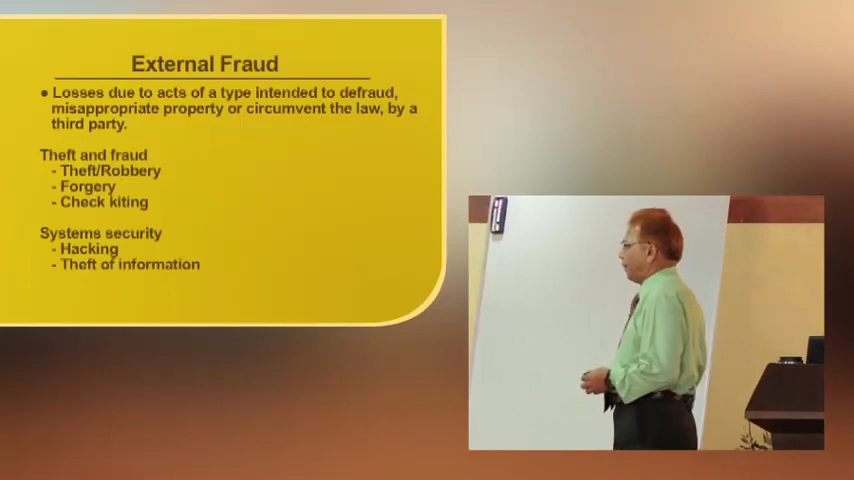 External Fraud
● Losses due to acts of a type intended to defraud,
misappropriate property or circumvent the law, by a
third party.
Theft and fraud
- Theft/Robbery
- Forgery
- Check kiting
Systems security
- Hacking
- Theft of information